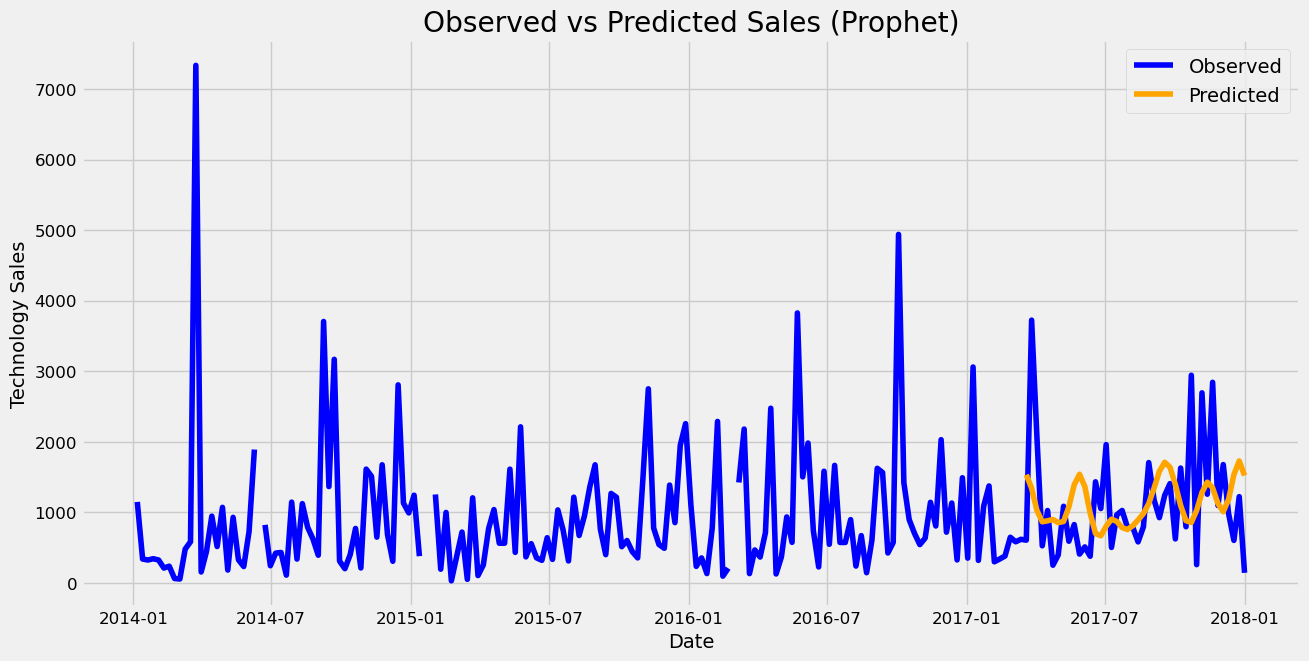 Observed vs Predicted Sales (Prophet)
Observed
Predicted
Technology Sales
7000
6000
5000
4000
3000
2000
1000
0
2014-01 2014-07 2015-01 2015-07 2016-01 2016-07 2017-01 2017-07 2018-01
Date